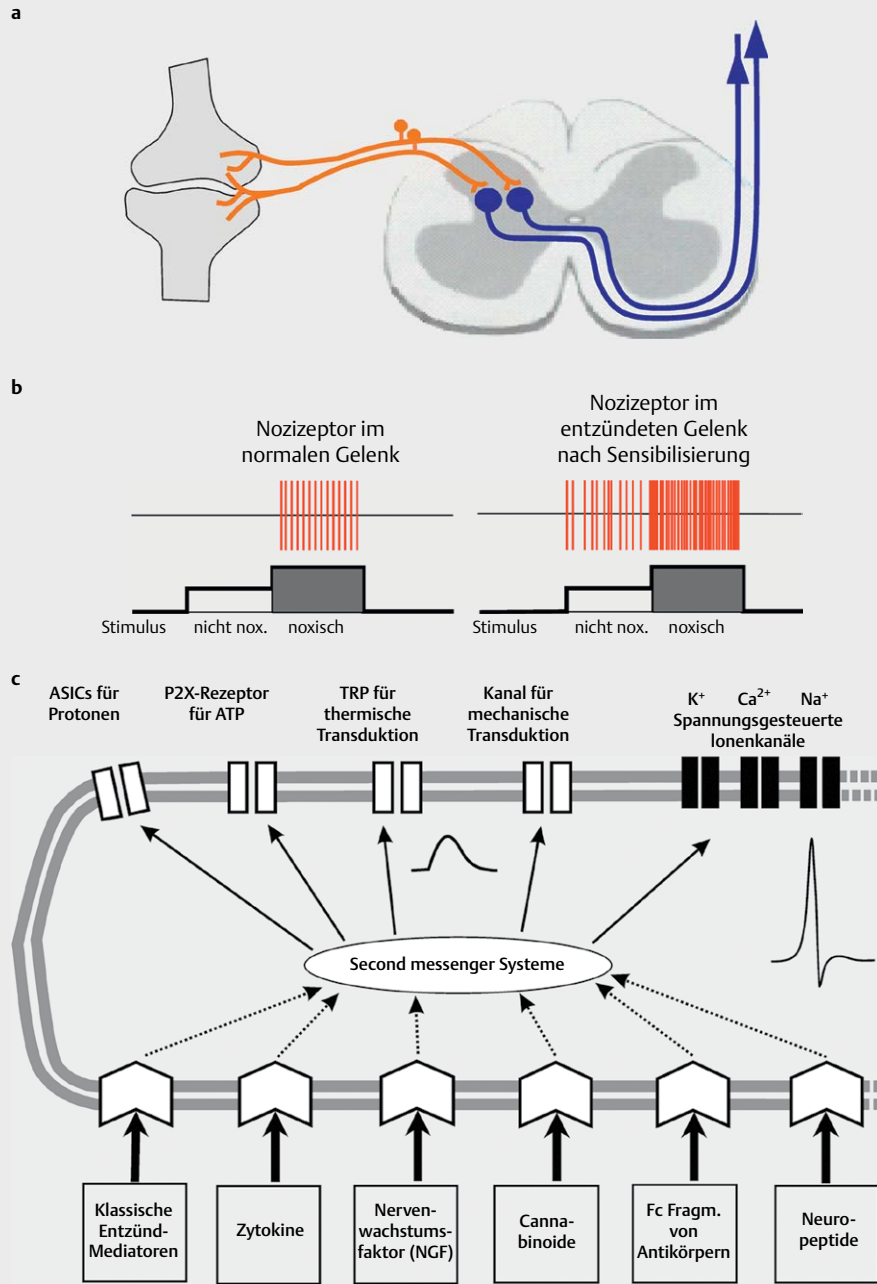 a
b
Nozizeptor im
normalen Gelenk
Nozizeptor im
entzündeten Gelenk
nach Sensibilisierung
Stimulus
nicht nox.
noxisch
Stimulus
nicht nox.
noxisch
c
ASICs für
Protonen
P2X-Rezeptor
für ATP
TRP für
thermische
Transduktion
Kanal für
mechanische
Transduktion
K⁺ Ca²⁺ Na⁺
Spannungsgesteuerte
Ionenkanäle
Second messenger Systeme
Klassische
Entzünd-
Mediatoren
Zytokine
Nerven-
wachstums-
faktor (NGF)
Canna-
binoide
Fc Fragm.
von
Antikörpern
Neuro-
peptide